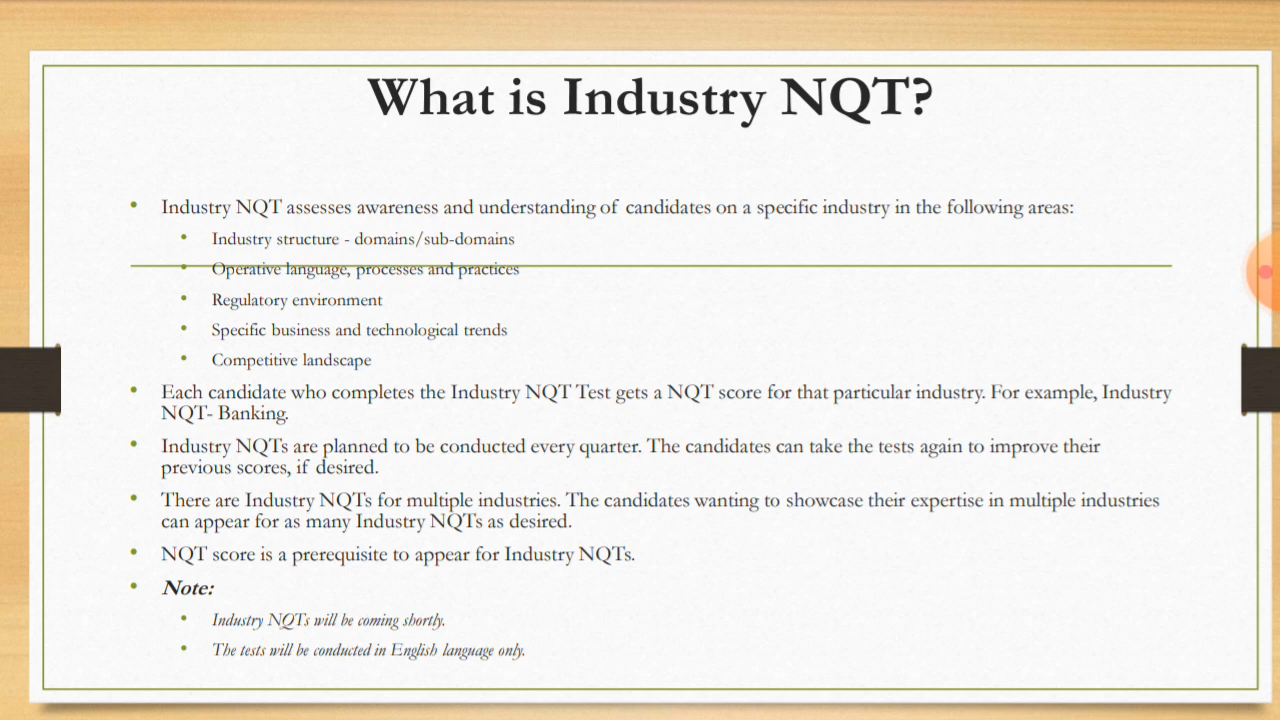 What is Industry NQT?
• Industry NQT assesses awareness and understanding of candidates on a specific industry in the following areas:
• Industry structure - domains/sub-domains
• Operative language, processes and practices
• Regulatory environment
• Specific business and technological trends
• Competitive landscape
• Each candidate who completes the Industry NQT Test gets a NQT score for that particular industry. For example, Industry
NQT- Banking.
• Industry NQTs are planned to be conducted every quarter. The candidates can take the tests again to improve their
previous scores, if desired.
• There are Industry NQTs for multiple industries. The candidates wanting to showcase their expertise in multiple industries
can appear for as many Industry NQTs as desired.
• NQT score is a prerequisite to appear for Industry NQTs.
• Note:
• Industry NQTs will be coming shortly.
• The tests will be conducted in English language only.